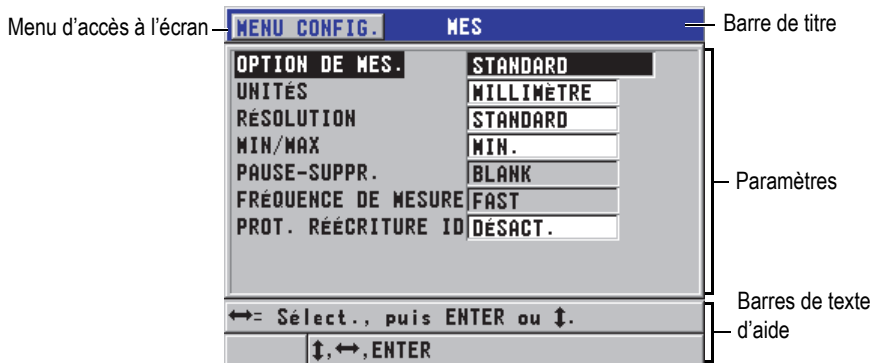 Menu d'accès à l'écran
MENU CONFIG. MES
Barre de titre
OPTION DE MES. STANDARD
UNITÉS MILLIMÈTRE
RÉSOLUTION STANDARD
MIN/MAX MIN.
PAUSE-SUPPR. BLANK
FRÉQUENCE DE MESURE FAST
PROT. RÉÉCRITURE ID DÉSACT.
Paramètres
↔= Sélect., puis ENTER ou ↕.
↕,↔,ENTER
Barres de texte
d'aide